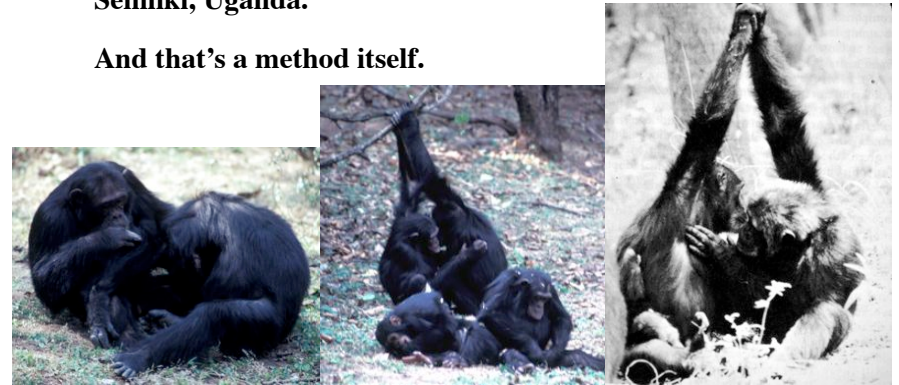 Semliki, Uganda.
And that’s a method itself.